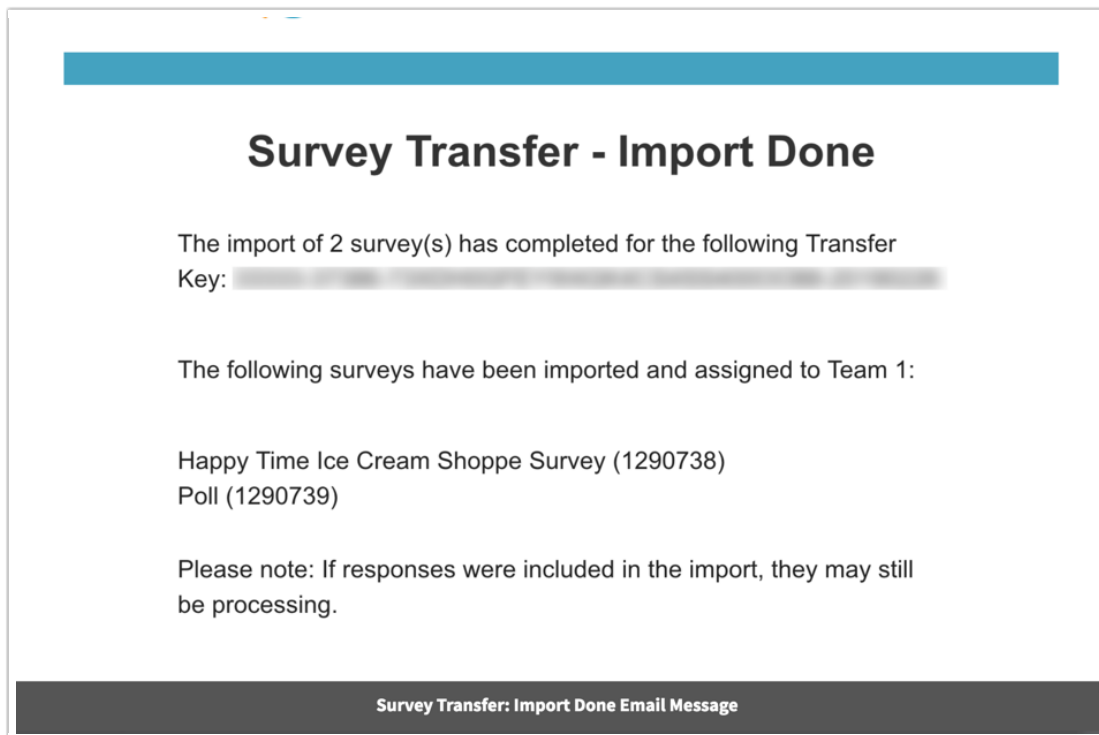 Survey Transfer - Import Done
The import of 2 survey(s) has completed for the following Transfer
Key:
The following surveys have been imported and assigned to Team 1:
Happy Time Ice Cream Shoppe Survey (1290738)
Poll (1290739)
Please note: If responses were included in the import, they may still
be processing.
Survey Transfer: Import Done Email Message